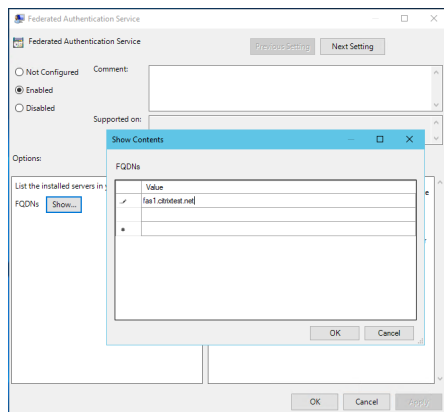 Federated Authentication Service
Federated Authentication Service
Previous Setting
Next Setting
Not Configured
Comment:
Enabled
Disabled
Supported on:
Options:
List the installed servers in
FQDNs
Show...
Show Contents
FQDNs
Value
fas1.citrixtest.net
OK
Cancel
OK
Cancel
Apply